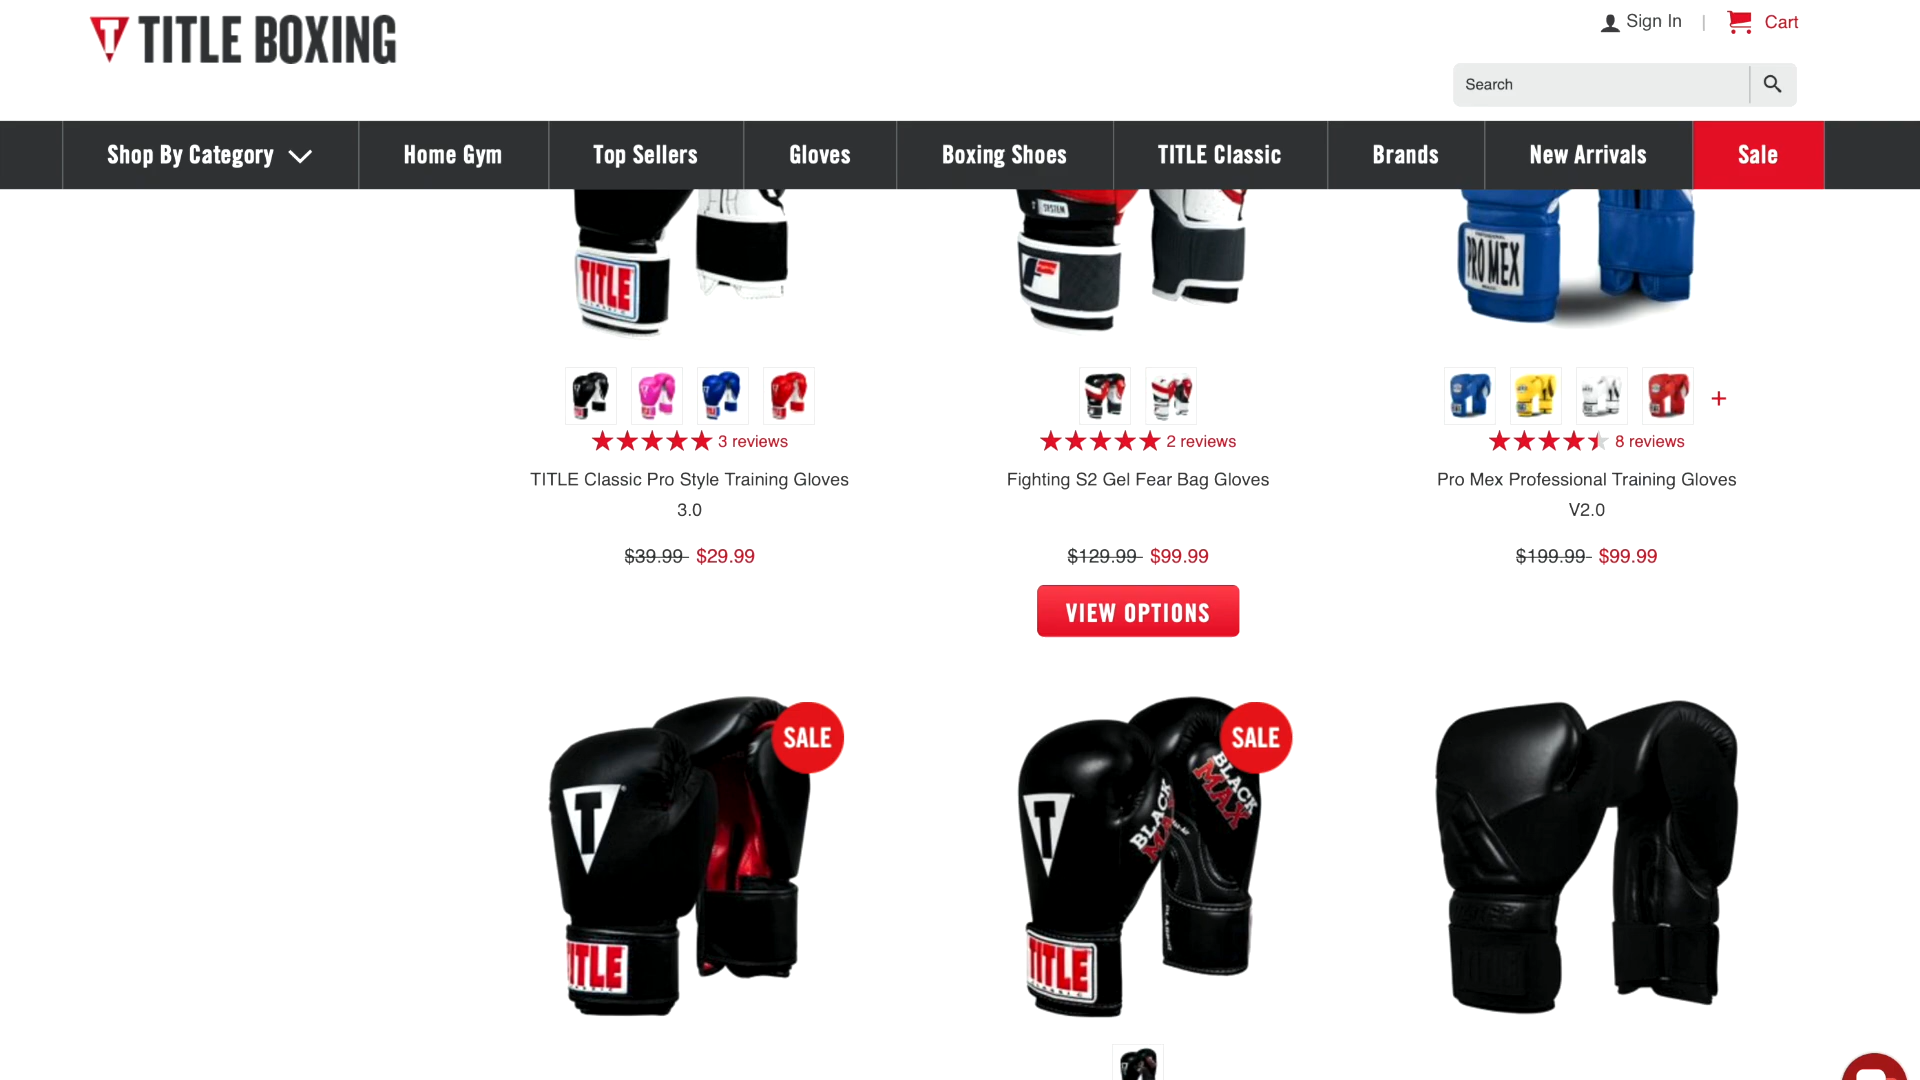 TITLE BOXING
Sign In | Cart
Search
Shop By Category
Home Gym
Top Sellers
Gloves
Boxing Shoes
TITLE Classic
Brands
New Arrivals
Sale
TITLE
SYSTEM
PRO MEX
3 reviews
2 reviews
8 reviews
TITLE Classic Pro Style Training Gloves
3.0
Fighting S2 Gel Fear Bag Gloves
Pro Mex Professional Training Gloves
V2.0
$39.99 $29.99
$129.99 $99.99
$199.99 $99.99
VIEW OPTIONS
SALE
SALE
T
TITLE
T
BLACK
MAX
BLACK
MAX
TITLE